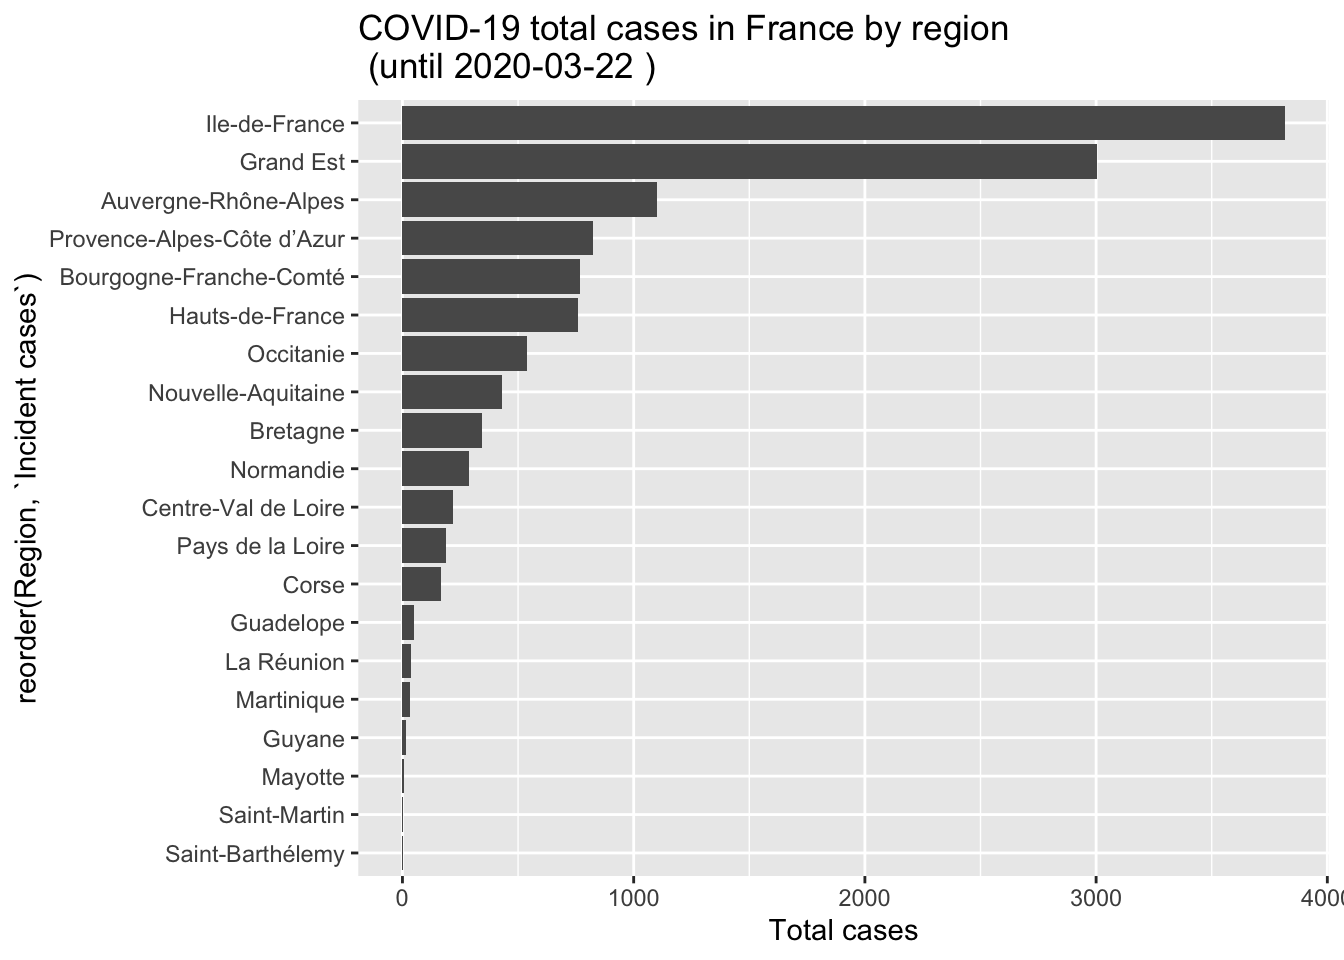 COVID-19 total cases in France by region
(until 2020-03-22 )
reorder(Region, `Incident cases`)
Ile-de-France
Grand Est
Auvergne-Rhône-Alpes
Provence-Alpes-Côte d’Azur
Bourgogne-Franche-Comté
Hauts-de-France
Occitanie
Nouvelle-Aquitaine
Bretagne
Normandie
Centre-Val de Loire
Pays de la Loire
Corse
Guadelope
La Réunion
Martinique
Guyane
Mayotte
Saint-Martin
Saint-Barthélemy
0 1000 2000 3000 4000
Total cases